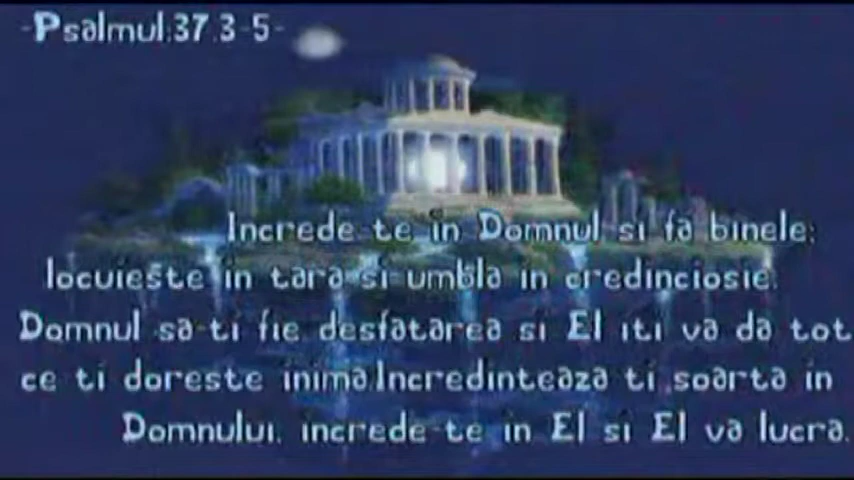 -Psalmul:37.3-5-
Increde-te in Domnul si fa binele;
locuieste in tara si umbla in credinciosie.
Domnul sa-ti fie desfatarea si El iti va da tot
ce ti doreste inima.Incredinteaza ti soarta in
Domnului, increde-te in El si El va lucra.